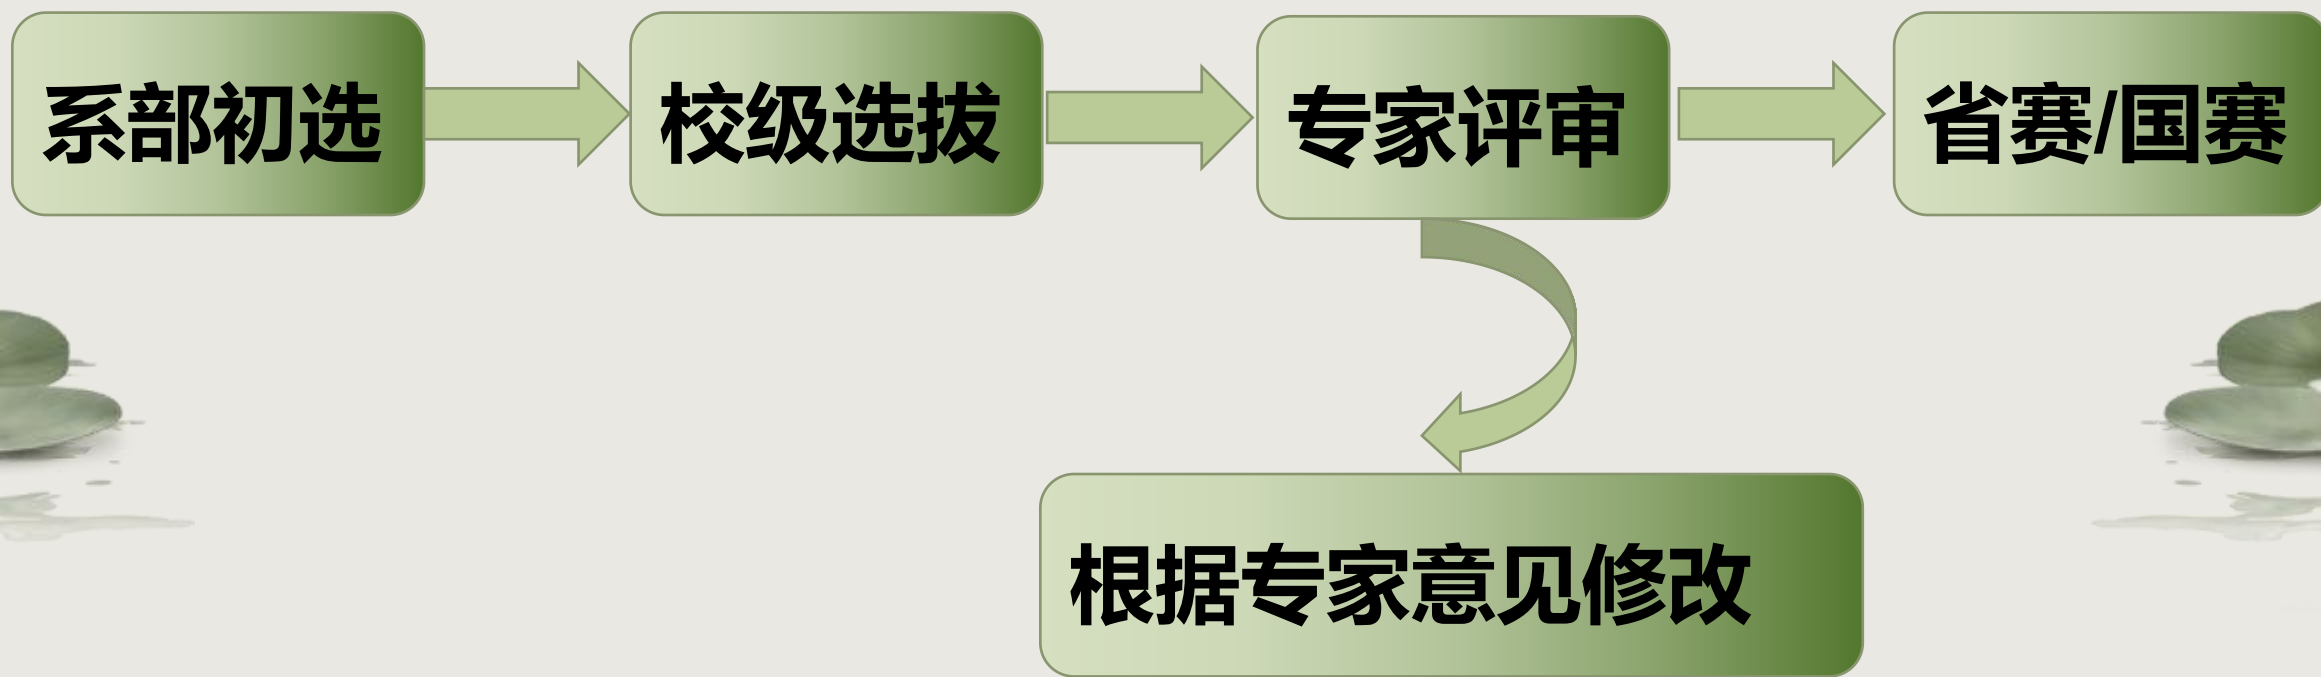 系部初选
校级选拔
专家评审
省赛/国赛
根据专家意见修改